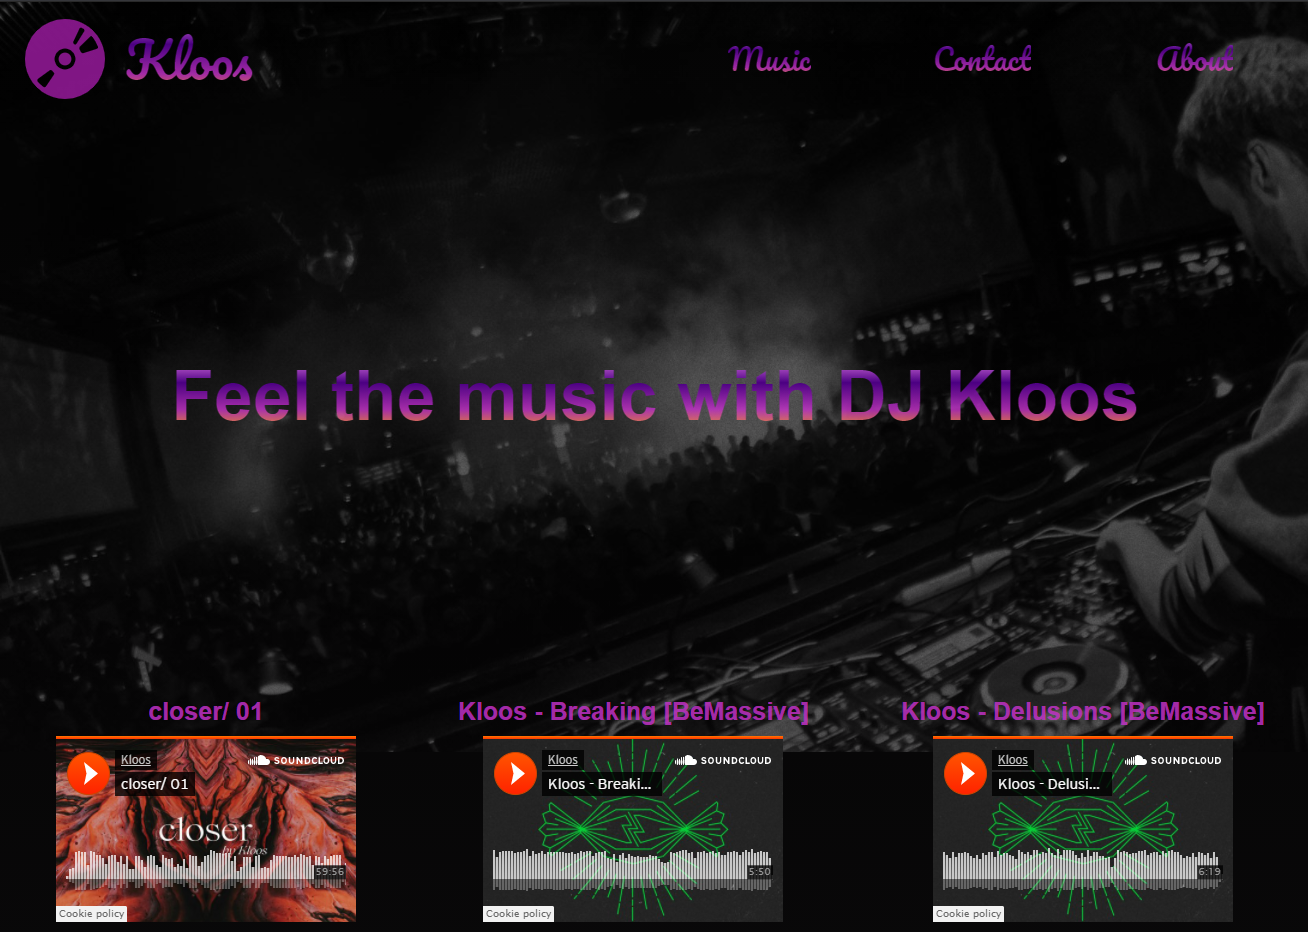 Kloos
Music
Contact
About
Feel the music with DJ Kloos
closer/ 01
Kloos
closer/ 01
SOUNDCLOUD
closer
by Kloos
59:56
Cookie policy
Kloos - Breaking [BeMassive]
Kloos
Kloos - Breaki...
SOUNDCLOUD
5:50
Cookie policy
Kloos - Delusions [BeMassive]
Kloos
Kloos - Delusi...
SOUNDCLOUD
6:19
Cookie policy